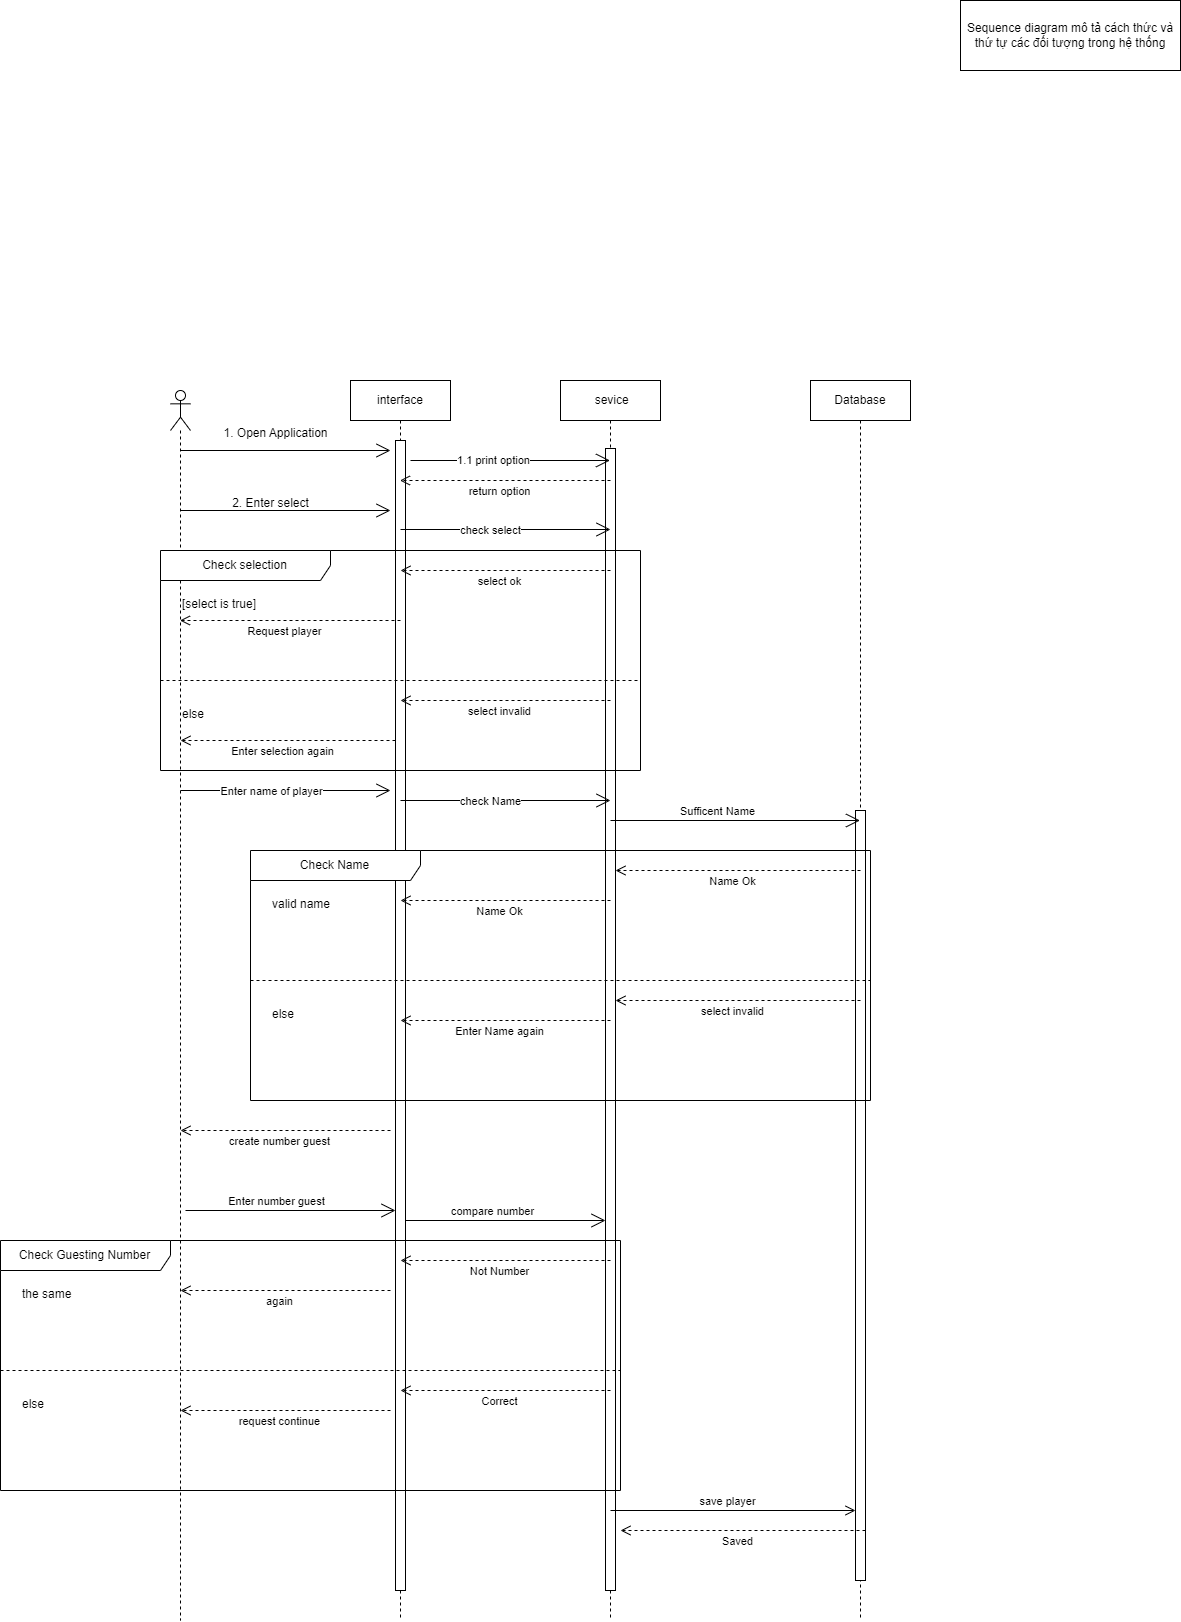 Sequence diagram mô tả cách thức và
thứ tự các đối tượng trong hệ thống
interface
sevice
Database
1. Open Application
1.1 print option
return option
2. Enter select
check select
Check selection
select ok
[select is true]
Request player
select invalid
else
Enter selection again
Enter name of player
check Name
Sufficent Name
Check Name
Name Ok
valid name
Name Ok
select invalid
else
Enter Name again
create number guest
Enter number guest
compare number
Check Guesting Number
Not Number
the same
again
Correct
else
request continue
save player
Saved